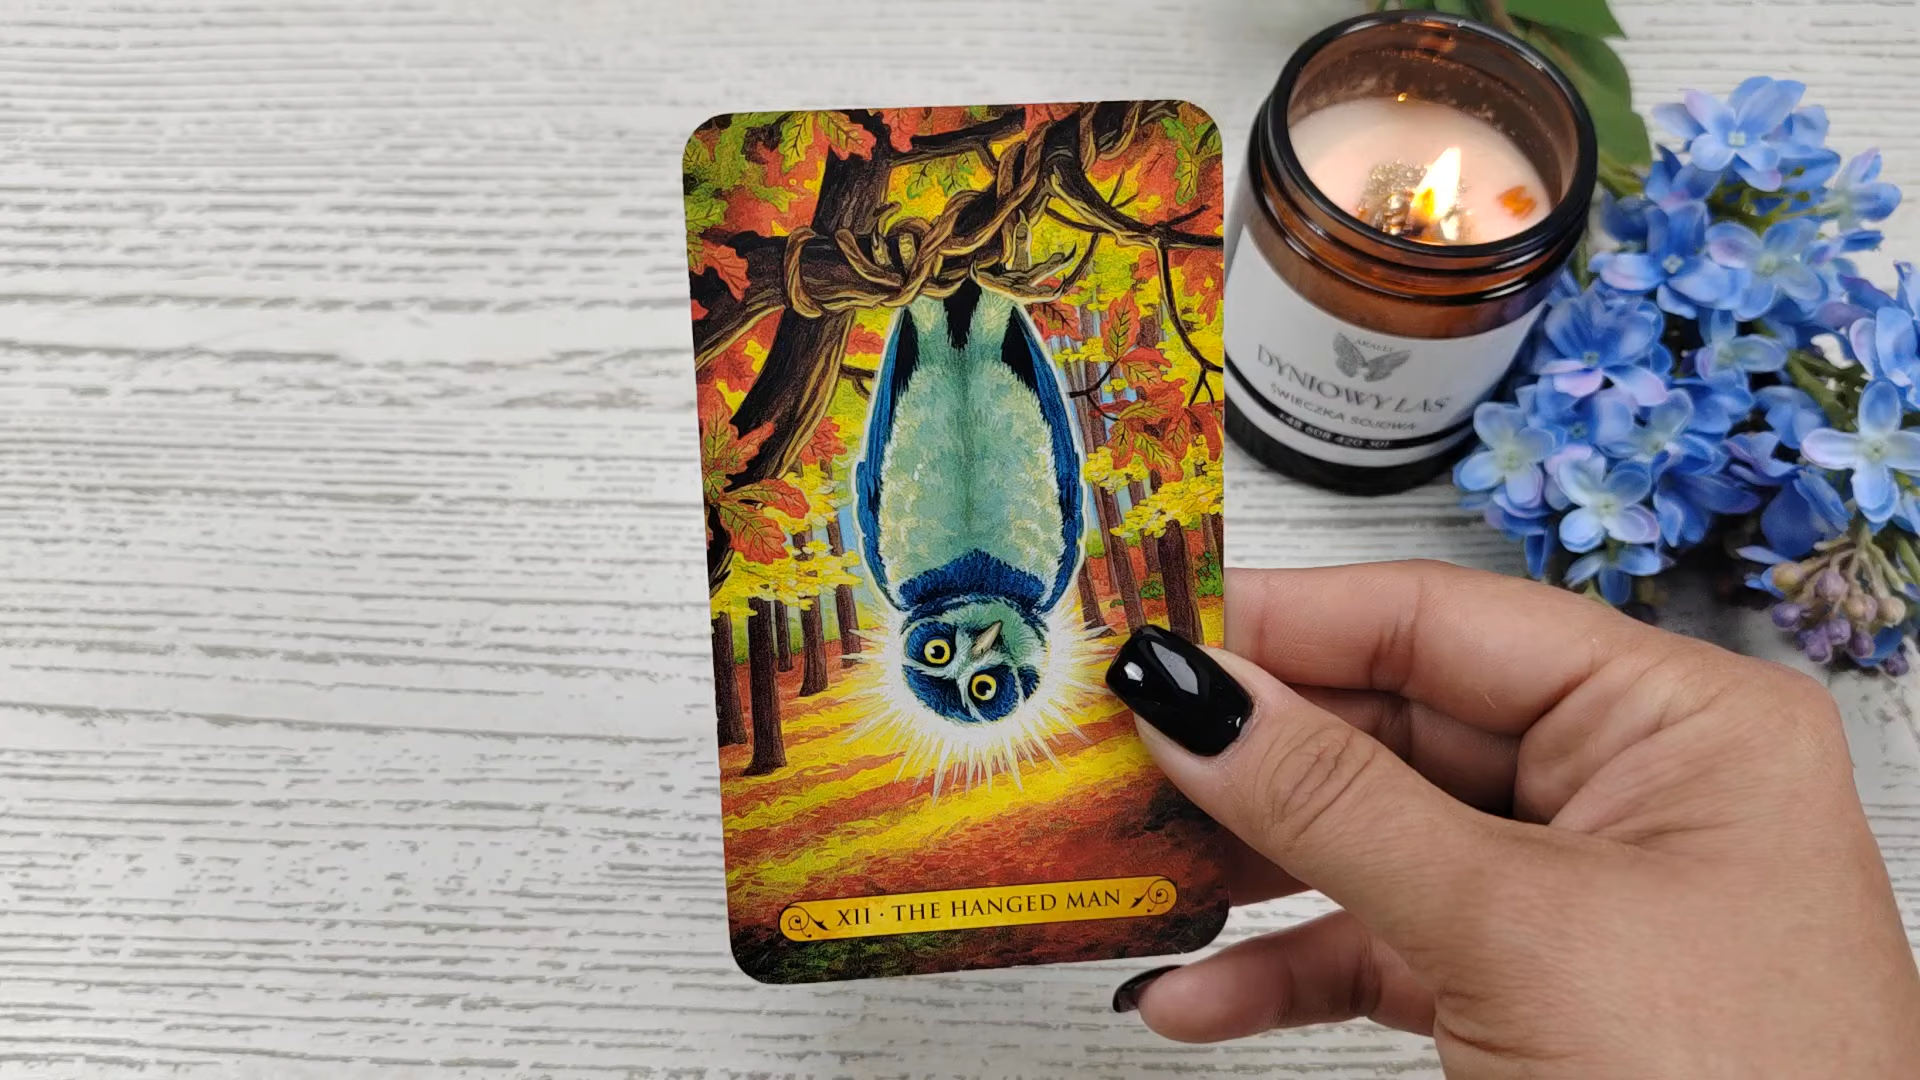 DYNIOWY LAS
ŚWIECZKA SOJOWA
XII · THE HANGED MAN